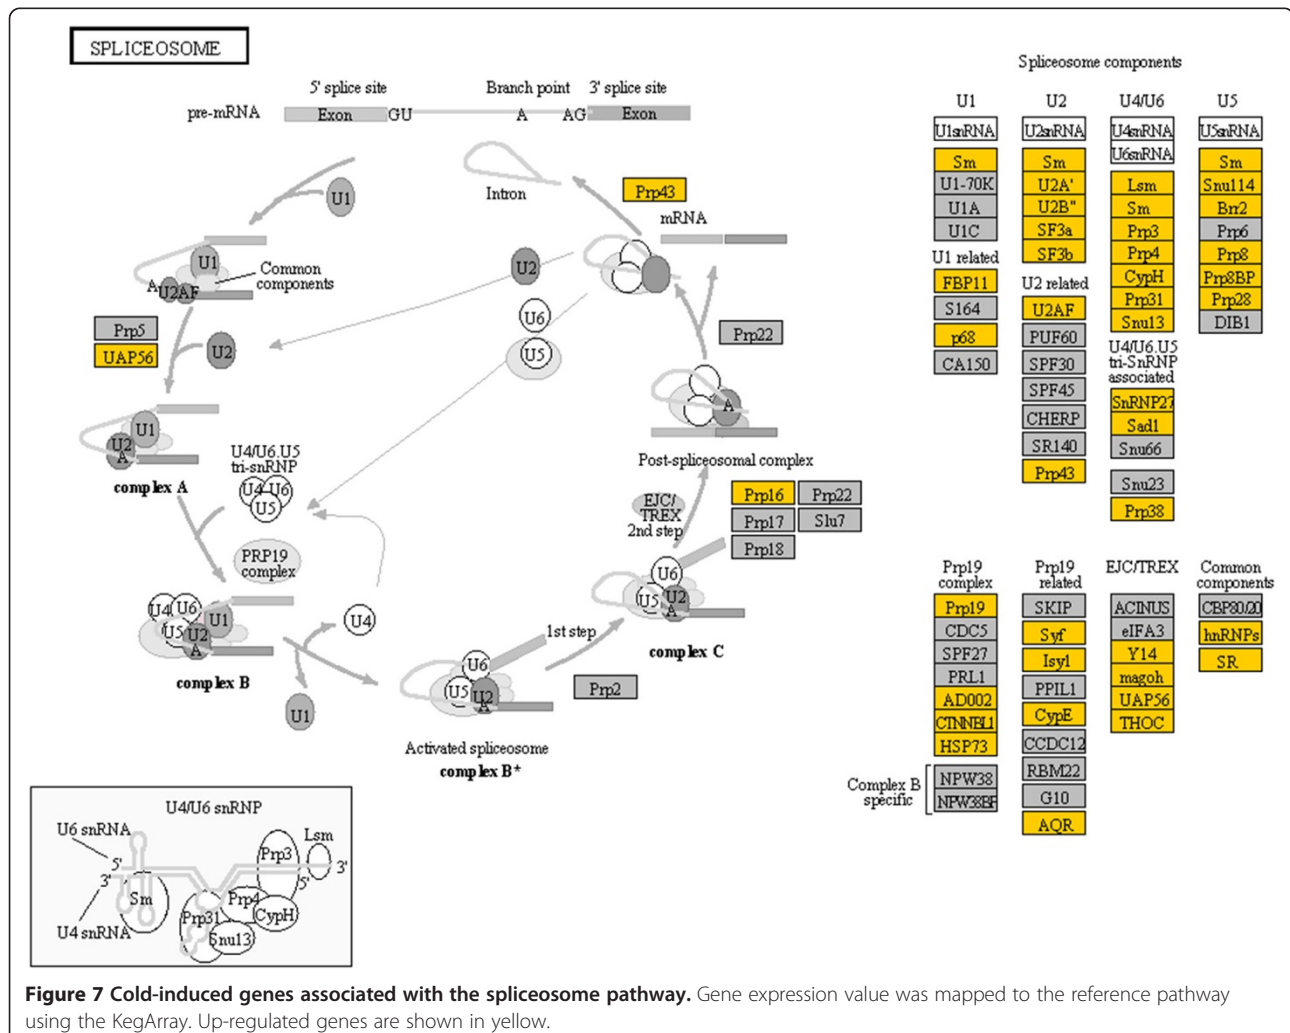 SPLICEOSOME
5' splice site
Branch point
3' splice site
pre-mRNA
Exon
GU
A
AG
Exon
U1
Intron
Prp43
mRNA
U1
Common
components
A
U2AF
U2
U6
U5
Prp5
UAP56
U2
Prp22
U1
U2
A
complex A
U4/U6.U5
tri-snRNP
U4
U6
U5
A
Post-spliceosomal complex
PRP19
complex
EJC/
TREX
2nd step
Prp16
Prp22
Prp17
Slu7
Prp18
U4
U6
U5
U1
U2
A
complex B
U4
U1
U6
U5
U2
A
complex C
1st step
U6
U5
U2
A
Prp2
Activated spliceosome
complex B*
Spliceosome components
U1
U1snRNA
Sm
U1-70K
U1A
U1C
U1 related
FBP11
S164
p68
CA150
U2
U2snRNA
Sm
U2A'
U2B"
SF3a
SF3b
U2 related
U2AF
PUF60
SPF30
SPF45
CHERP
SR140
Prp43
U4/U6
U4snRNA
U6snRNA
Lsm
Sm
Prp3
Prp4
CypH
Prp31
Snu13
U4/U6.U5
tri-SnRNP
associated
SnRNP27
Sad1
Snu66
Snu23
Prp38
U5
U5snRNA
Sm
Snu114
Brr2
Prp6
Prp8
Prp8BP
Prp28
DIB1
Prp19
complex
Prp19
CDC5
SPF27
PRL1
AD002
CTNNBL1
HSP73
Complex B
specific
NPW38
NPW38BP
Prp19
related
SKIP
Syf
Isy1
PPIL1
CypE
CCDC12
RBM22
G10
AQR
EJC/TREX
ACINUS
eIFA3
Y14
magoh
UAP56
THOC
Common
components
CBP80/20
hnRNPs
SR
U4/U6 snRNP
U6 snRNA
5'
3'
Sm
U4 snRNA
Prp31
Snu13
Prp4
CypH
Prp3
5'
Lsm
3'
Figure 7 Cold-induced genes associated with the spliceosome pathway. Gene expression value was mapped to the reference pathway
using the KegArray. Up-regulated genes are shown in yellow.